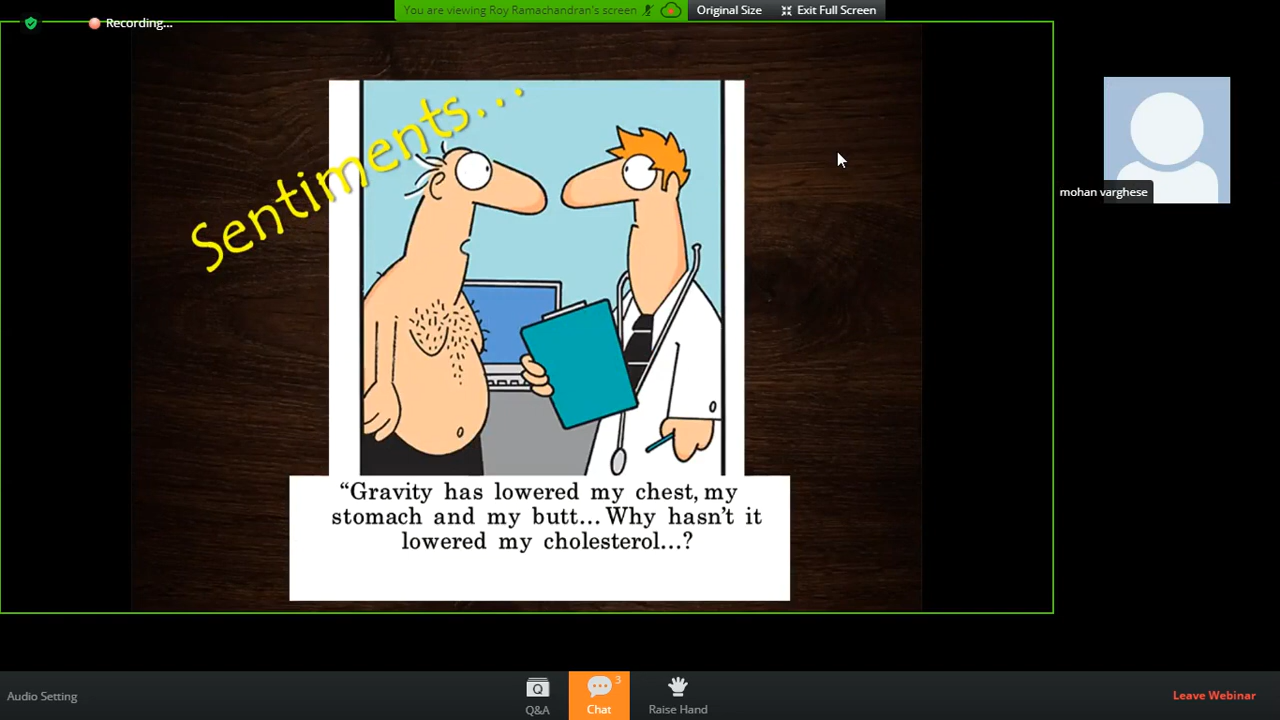 You are viewing Roy Ramachandran's screen
Original Size
Exit Full Screen
Recording...
Sentiments...
mohan varghese
“Gravity has lowered my chest, my
stomach and my butt... Why hasn’t it
lowered my cholesterol...?
Audio Setting
Q
Q&A
3
Chat
Raise Hand
Leave Webinar